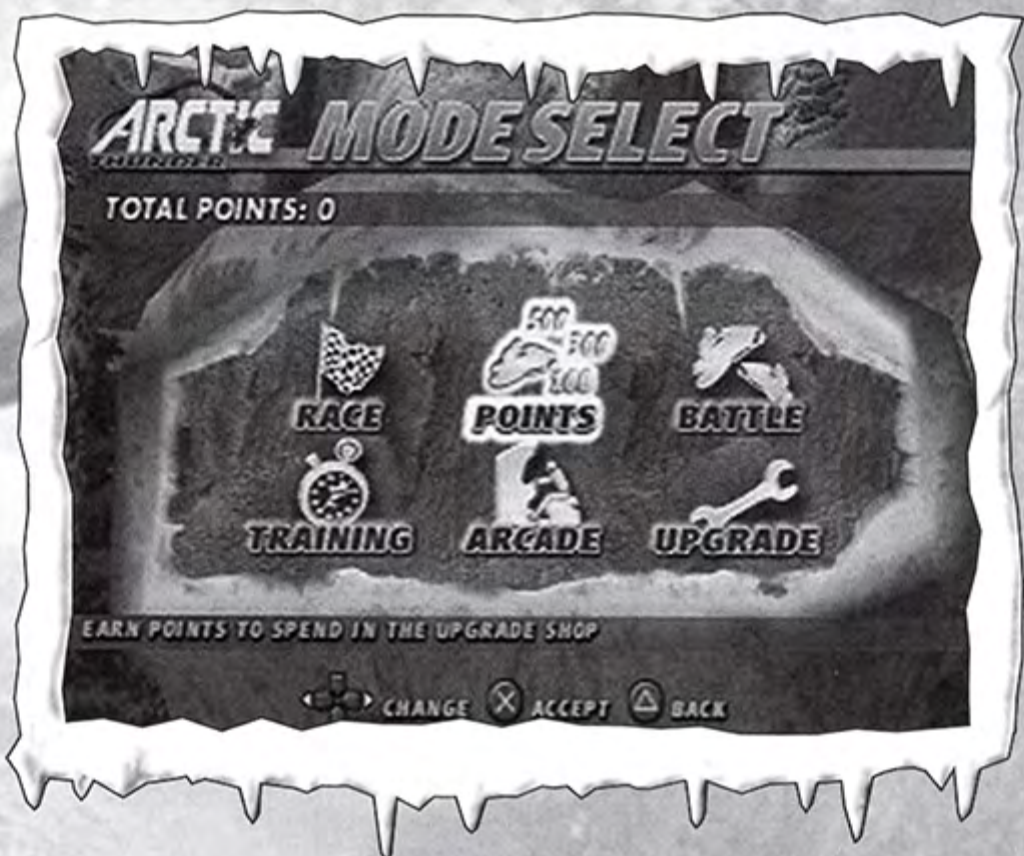 ARCTIC THUNDER
MODE SELECT
TOTAL POINTS: 0
500
300
100
RACE POINTS BATTLE
TRAINING ARCADE UPGRADE
EARN POINTS TO SPEND IN THE UPGRADE SHOP
CHANGE X ACCEPT BACK